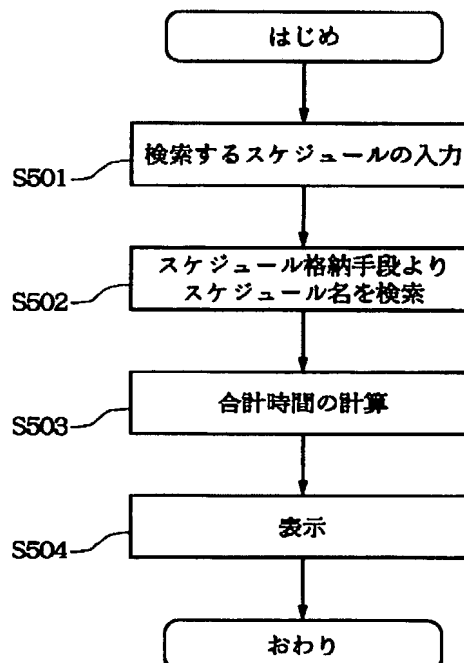 はじめ
S501
検索するスケジュールの入力
S502
スケジュール格納手段より
スケジュール名を検索
S503
合計時間の計算
S504
表示
おわり